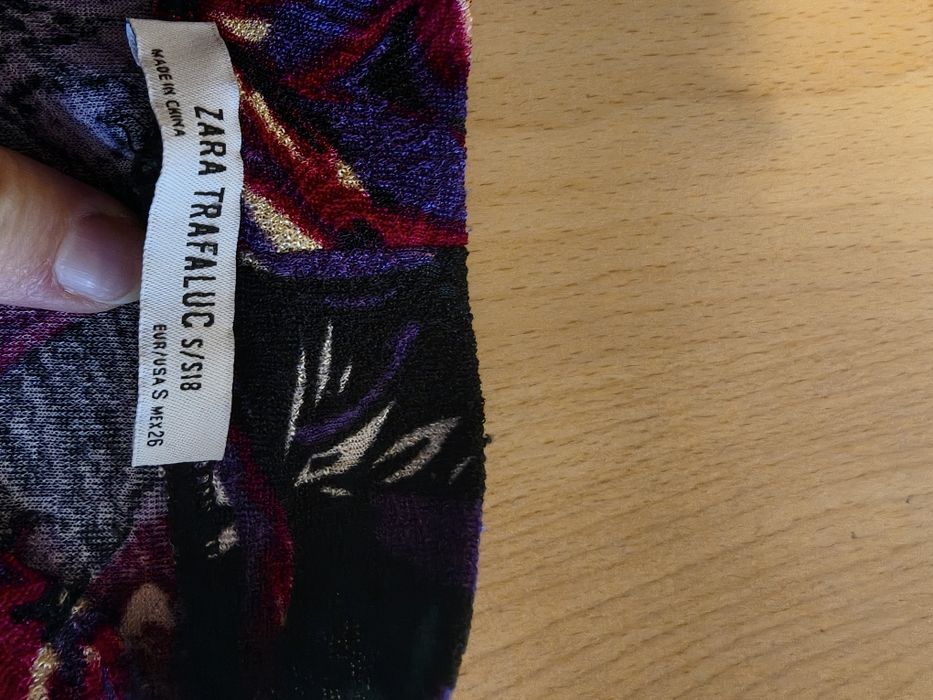 ZARA TRAFALUC S/S18
MADE IN CHINA
EUR/USA S MEX26